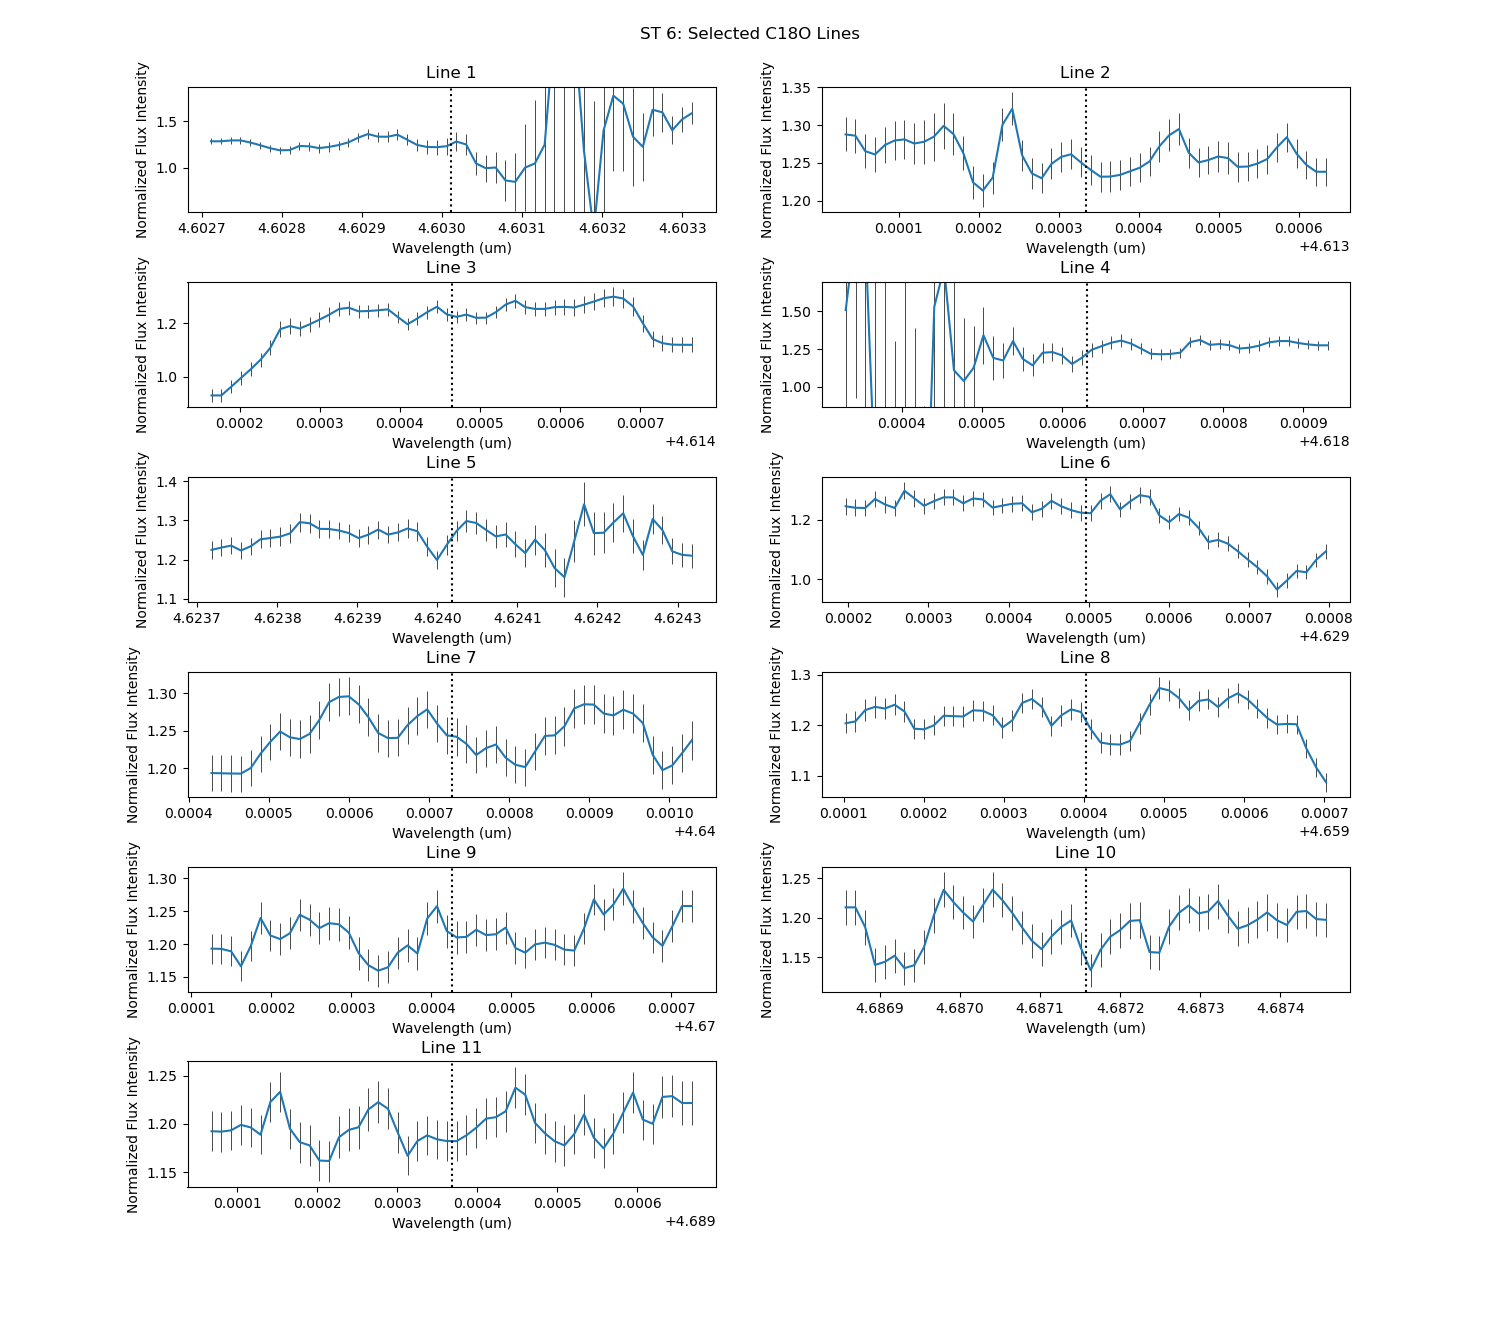 ST 6: Selected C18O Lines
Line 1
Normalized Flux Intensity
1.5
1.0
4.6027 4.6028 4.6029 4.6030 4.6031 4.6032 4.6033
Wavelength (um)
Line 2
Normalized Flux Intensity
1.35
1.30
1.25
1.20
0.0001 0.0002 0.0003 0.0004 0.0005 0.0006
+4.613
Wavelength (um)
Line 3
Normalized Flux Intensity
1.2
1.0
0.0002 0.0003 0.0004 0.0005 0.0006 0.0007
+4.614
Wavelength (um)
Line 4
Normalized Flux Intensity
1.50
1.25
1.00
0.0004 0.0005 0.0006 0.0007 0.0008 0.0009
+4.618
Wavelength (um)
Line 5
Normalized Flux Intensity
1.4
1.3
1.2
1.1
4.6237 4.6238 4.6239 4.6240 4.6241 4.6242 4.6243
Wavelength (um)
Line 6
Normalized Flux Intensity
1.2
1.0
0.0002 0.0003 0.0004 0.0005 0.0006 0.0007 0.0008
+4.629
Wavelength (um)
Line 7
Normalized Flux Intensity
1.30
1.25
1.20
0.0004 0.0005 0.0006 0.0007 0.0008 0.0009 0.0010
+4.64
Wavelength (um)
Line 8
Normalized Flux Intensity
1.3
1.2
1.1
0.0001 0.0002 0.0003 0.0004 0.0005 0.0006 0.0007
+4.659
Wavelength (um)
Line 9
Normalized Flux Intensity
1.30
1.25
1.20
1.15
0.0001 0.0002 0.0003 0.0004 0.0005 0.0006 0.0007
+4.67
Wavelength (um)
Line 10
Normalized Flux Intensity
1.25
1.20
1.15
4.6869 4.6870 4.6871 4.6872 4.6873 4.6874
Wavelength (um)
Line 11
Normalized Flux Intensity
1.25
1.20
1.15
0.0001 0.0002 0.0003 0.0004 0.0005 0.0006
+4.689
Wavelength (um)